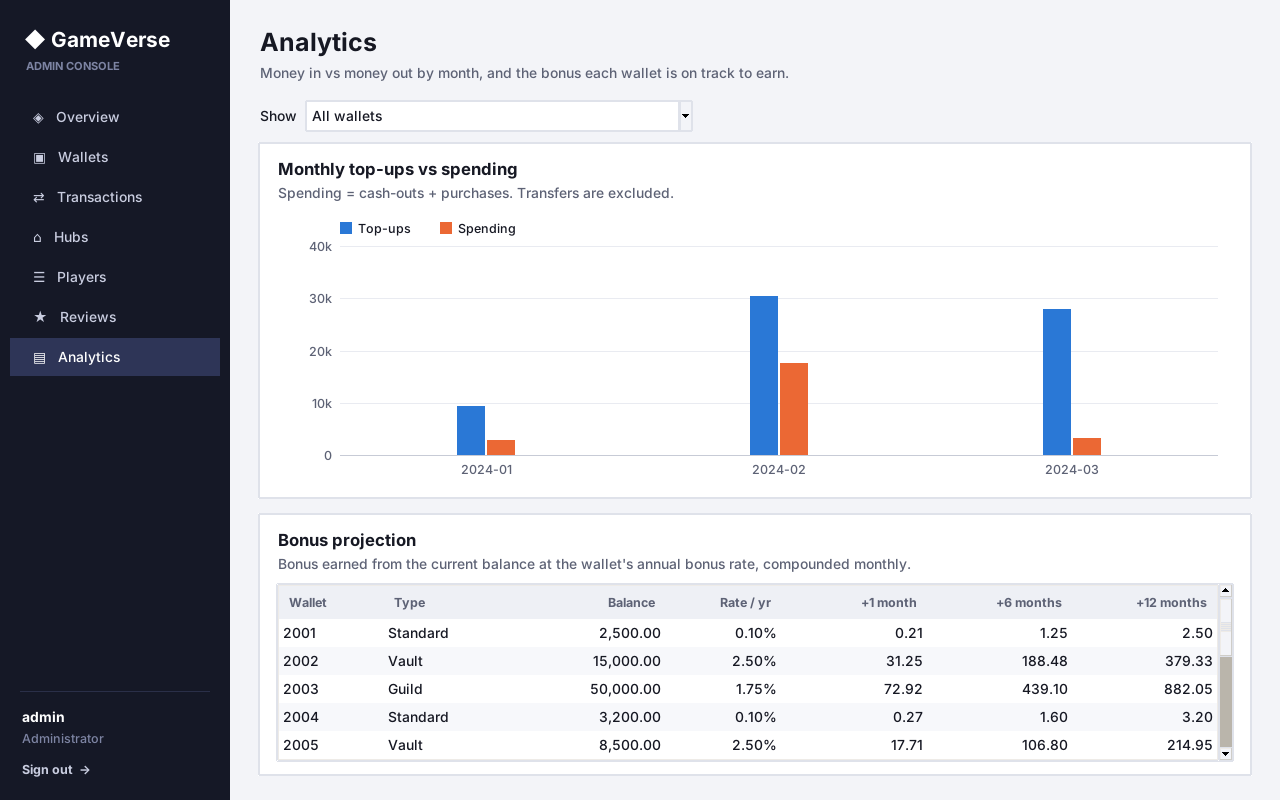 ◆ GameVerse
ADMIN CONSOLE
◈ Overview
▣ Wallets
⇄ Transactions
⌂ Hubs
☰ Players
★ Reviews
▤ Analytics
admin
Administrator
Sign out →
Analytics
Money in vs money out by month, and the bonus each wallet is on track to earn.
Show All wallets
Monthly top-ups vs spending
Spending = cash-outs + purchases. Transfers are excluded.
Top-ups Spending
40k
30k
20k
10k
0
2024-01 2024-02 2024-03
Bonus projection
Bonus earned from the current balance at the wallet's annual bonus rate, compounded monthly.
Wallet Type Balance Rate / yr +1 month +6 months +12 months
2001 Standard 2,500.00 0.10% 0.21 1.25 2.50
2002 Vault 15,000.00 2.50% 31.25 188.48 379.33
2003 Guild 50,000.00 1.75% 72.92 439.10 882.05
2004 Standard 3,200.00 0.10% 0.27 1.60 3.20
2005 Vault 8,500.00 2.50% 17.71 106.80 214.95